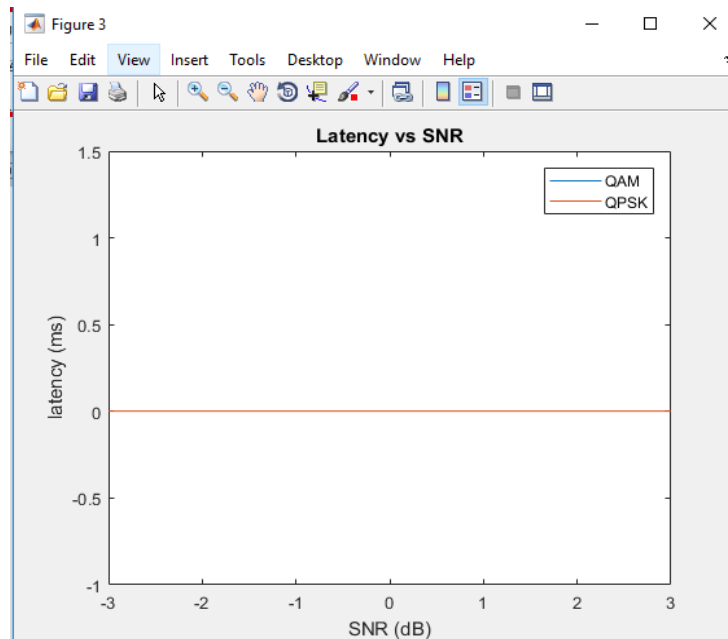 Figure 3
File Edit View Insert Tools Desktop Window Help
Latency vs SNR
QAM
QPSK
1.5
1
0.5
0
-0.5
-1
latency (ms)
-3 -2 -1 0 1 2 3
SNR (dB)